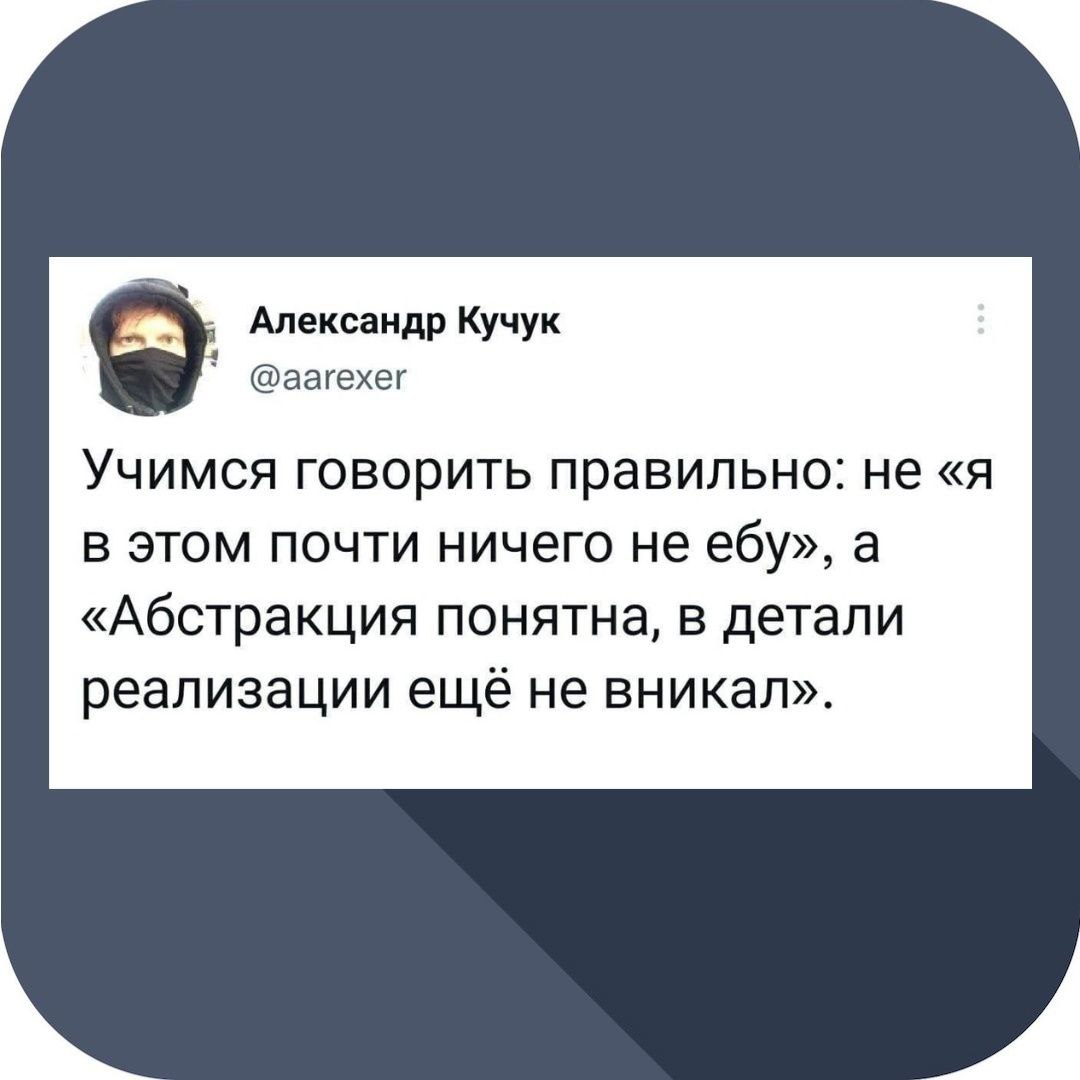 Александр Кучук
@aarexer
Учимся говорить правильно: не «я
в этом почти ничего не ебу», а
«Абстракция понятна, в детали
реализации ещё не вникал».